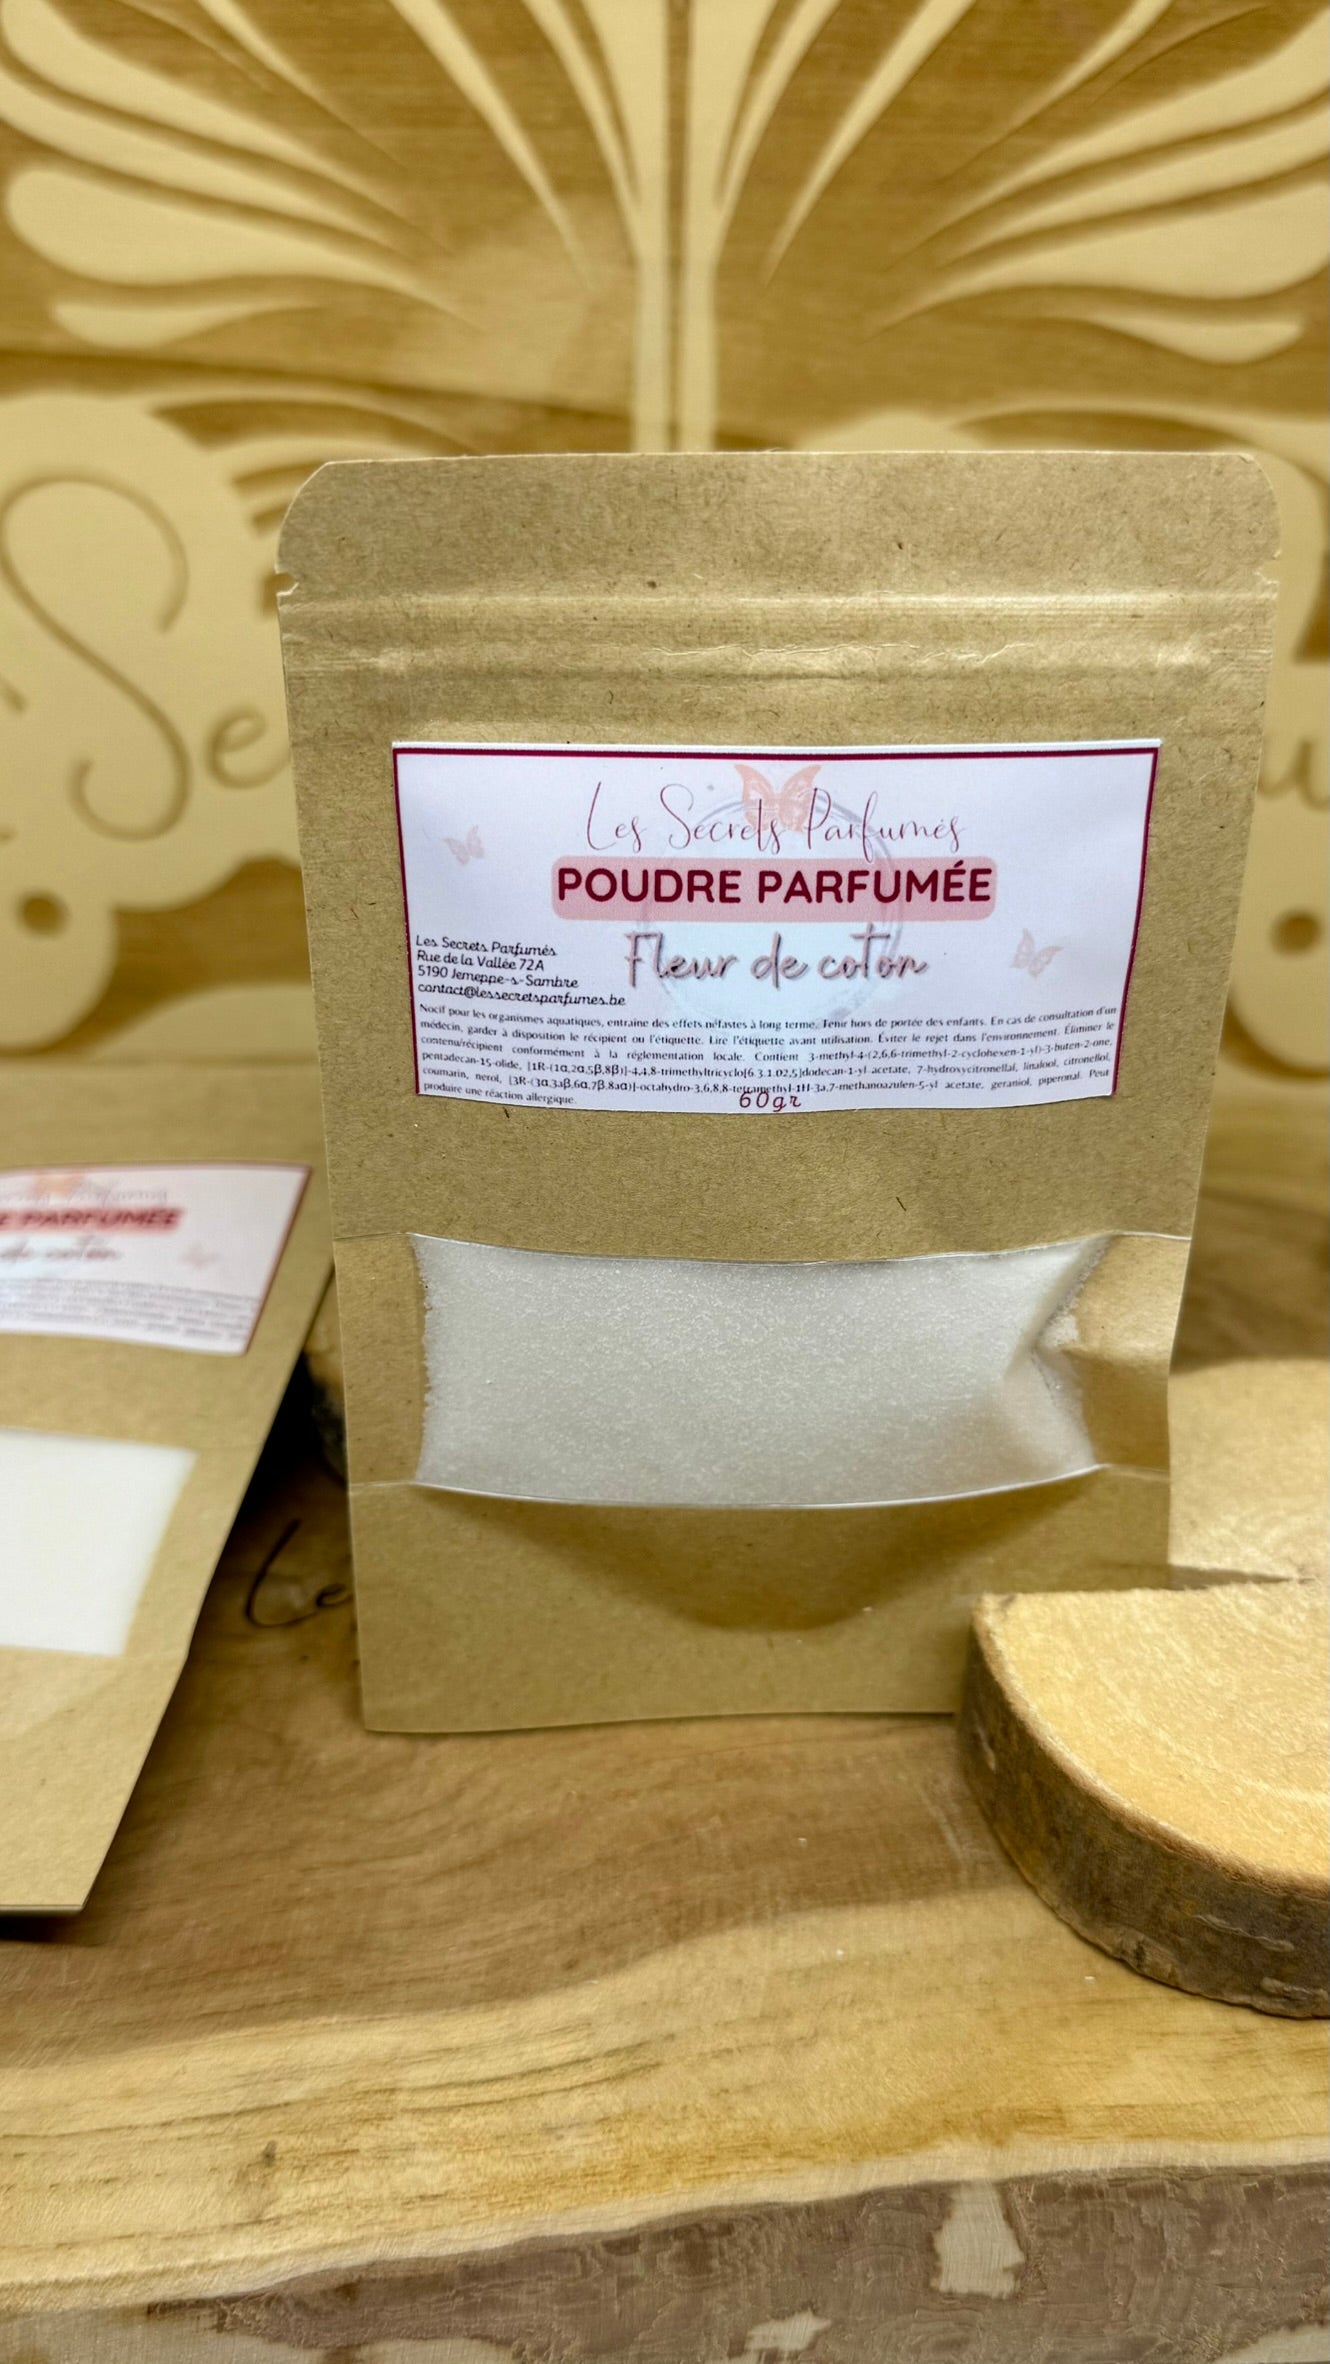 Se
Les Secrets Parfumés
POUDRE PARFUMÉE
Fleur de coton
Les Secrets Parfumés
Rue de la Vallée 72A
5190 Jemeppe-s-Sambre
contact@lessecretsparfumes.be
Nocif pour les organismes aquatiques, entraine des effets néfastes à long terme. Tenir hors de portée des enfants. En cas de consultation d'un
médecin, garder à disposition le récipient ou l'étiquette. Lire l'étiquette avant utilisation. Éviter le rejet dans l'environnement. Éliminer le
contenu/récipient conformément à la réglementation locale. Contient 3-methyl-4-(2,6,6-trimethyl-2-cyclohexen-1-yl)-3-buten-2-one,
pentadecan-15-olide, [1R-(1α,2α,5β,8β)]-4,4,8-trimethyltricyclo[6.3.1.02,5]dodecan-1-yl acetate, 7-hydroxycitronellal, linalool, citronellol,
coumarin, nerol, [3R-(3α,3aβ,6α,7β,8aα)]-octahydro-3,6,8,8-tetramethyl-1H-3a,7-methanoazulen-5-yl acetate, geraniol, piperonal. Peut
produire une réaction allergique.
60gr
E PARFUMÉE
de coton
Le